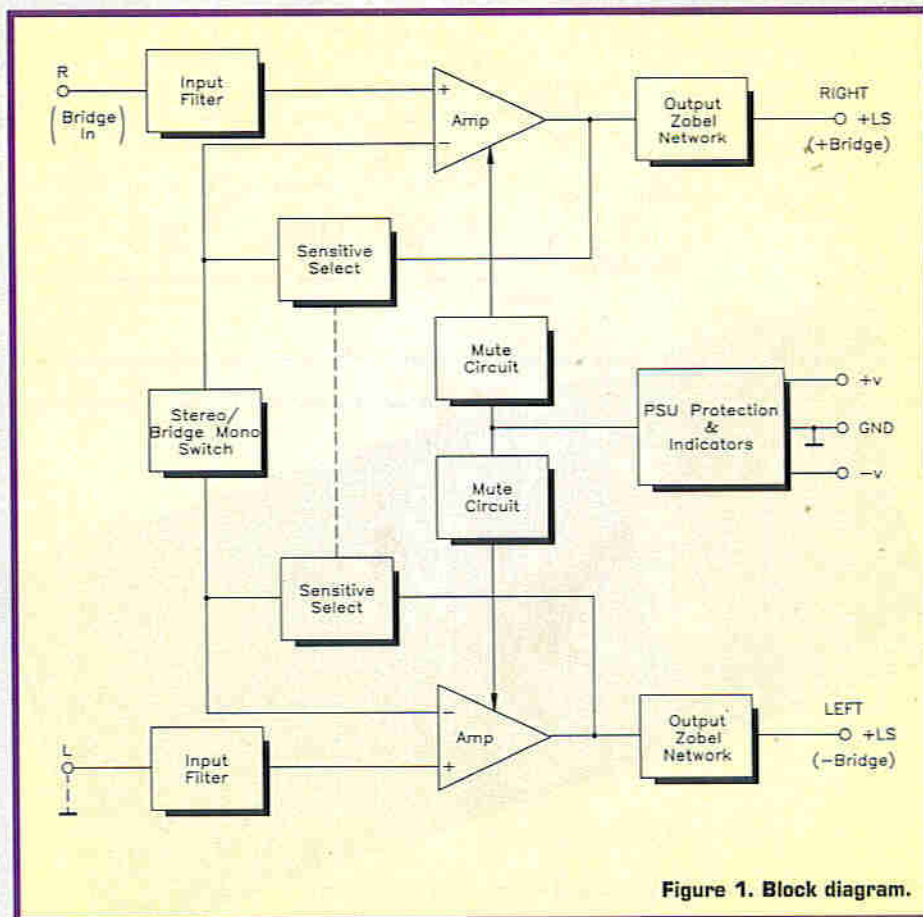 R
(Bridge
In)
Input
Filter
+
Amp
−
Output
Zobel
Network
RIGHT
+LS
(+Bridge)
Sensitive
Select
Mute
Circuit
Stereo/
Bridge Mono
Switch
PSU Protection
&
Indicators
+v
GND
−v
Mute
Circuit
Sensitive
Select
L
Input
Filter
−
Amp
+
Output
Zobel
Network
LEFT
+LS
(−Bridge)
Figure 1. Block diagram.